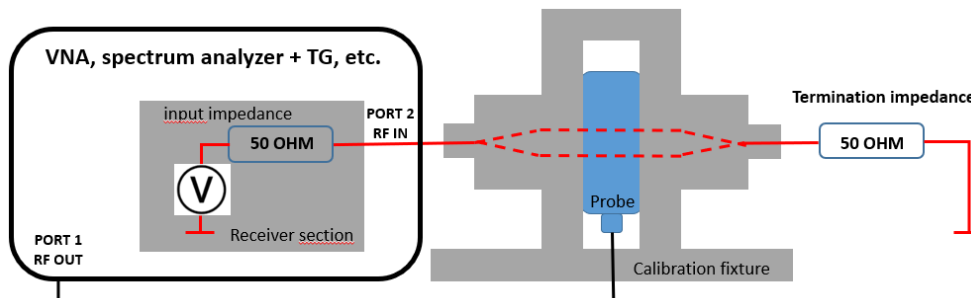 VNA, spectrum analyzer + TG, etc.
input impedance
PORT 2
RF IN
50 OHM
V
Receiver section
PORT 1
RF OUT
Probe
Calibration fixture
Termination impedance
50 OHM